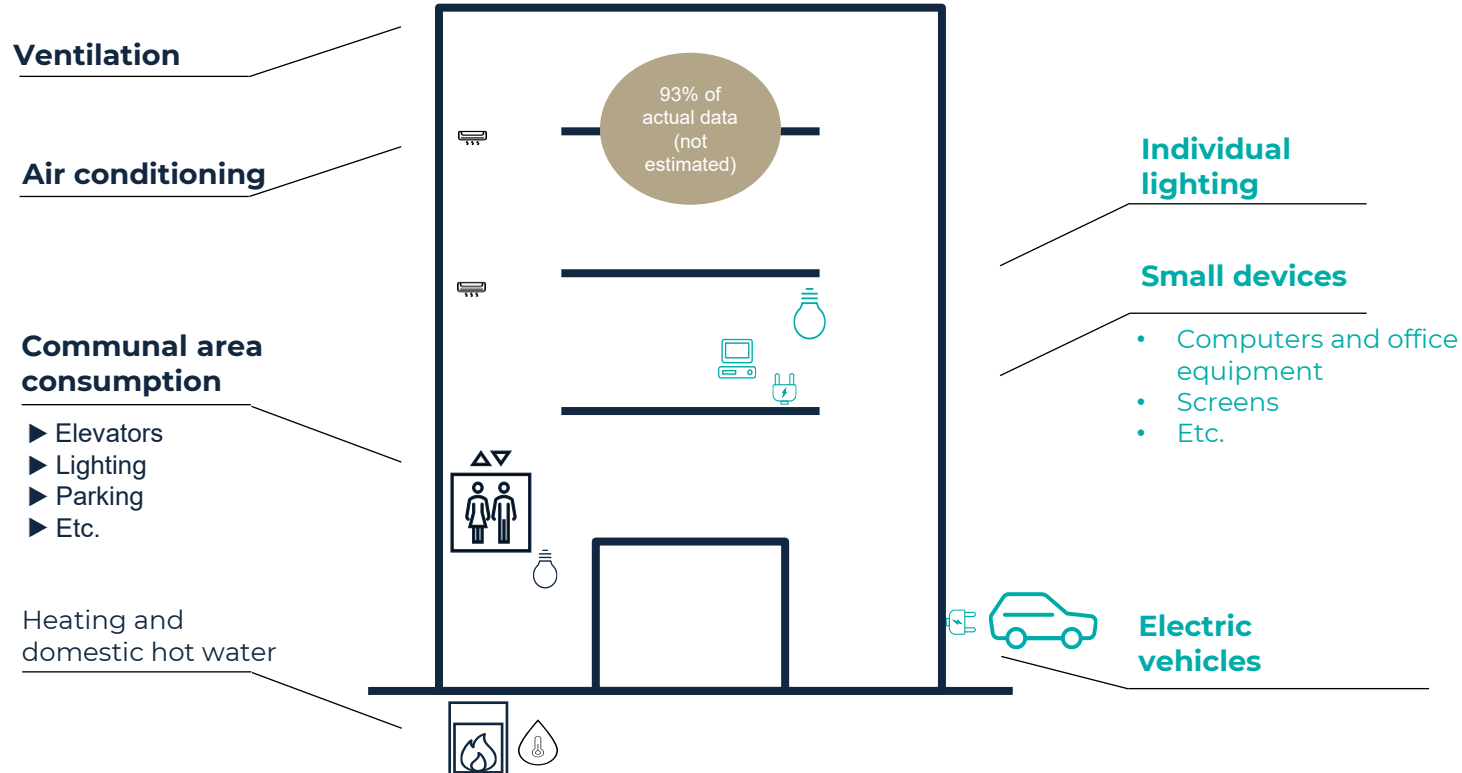 Ventilation
Air conditioning
Communal area
consumption
▶ Elevators
▶ Lighting
▶ Parking
▶ Etc.
Heating and
domestic hot water
93% of
actual data
(not
estimated)
Individual
lighting
Small devices
• Computers and office
equipment
• Screens
• Etc.
Electric
vehicles